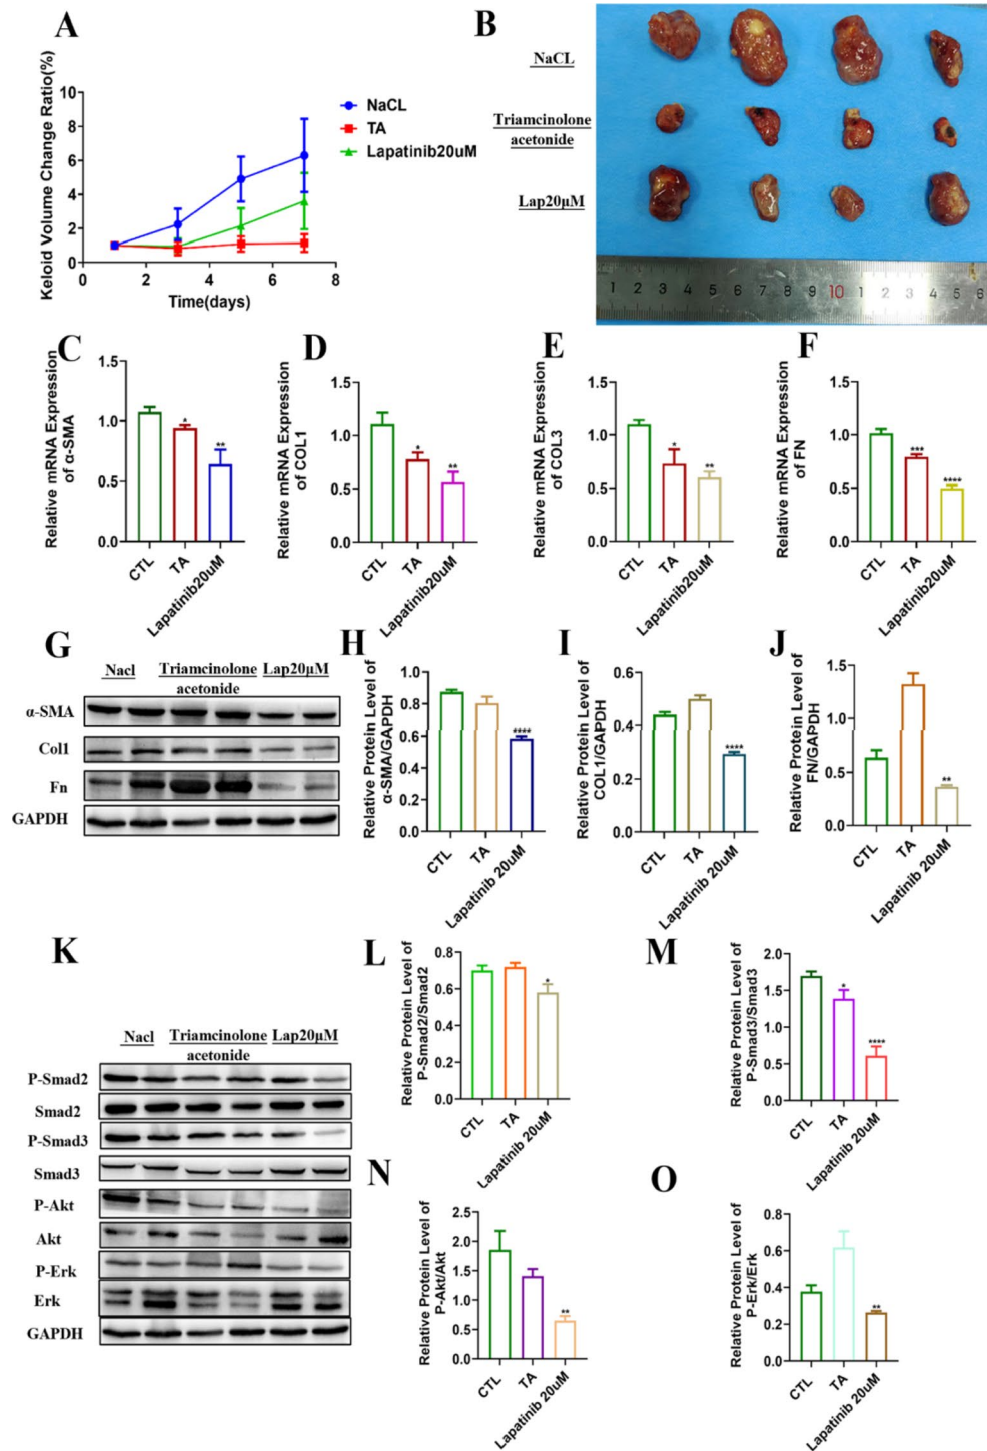 A
Keloid Volume Change Ratio(%)
10
8
6
4
2
0
0 2 4 6 8
Time(days)
NaCL
TA
Lapatinib20uM
B
NaCL
Triamcinolone
acetonide
Lap20μM
1 2 3 4 5 6 7 8 9 10 1 2 3 4 5 6
C
Relative mRNA Expression
of α-SMA
1.5
1.0
0.5
0.0
*
**
CTL
TA
Lapatinib20uM
D
Relative mRNA Expression
of COL1
1.5
1.0
0.5
0.0
*
**
CTL
TA
Lapatinib20uM
E
Relative mRNA Expression
of COL3
1.5
1.0
0.5
0.0
*
**
CTL
TA
Lapatinib20uM
F
Relative mRNA Expression
of FN
1.5
1.0
0.5
0.0
***
****
CTL
TA
Lapatinib20uM
G
Nacl Triamcinolone Lap20μM
acetonide
α-SMA
Col1
Fn
GAPDH
H
Relative Protein Level of
α-SMA/GAPDH
1.0
0.8
0.6
0.4
0.2
0.0
****
CTL
TA
Lapatinib 20uM
I
Relative Protein Level of
COL1/GAPDH
0.6
0.4
0.2
0.0
****
CTL
TA
Lapatinib 20uM
J
Relative Protein Level of
FN/GAPDH
1.5
1.0
0.5
0.0
**
CTL
TA
Lapatinib 20uM
K
Nacl Triamcinolone Lap20μM
acetonide
P-Smad2
Smad2
P-Smad3
Smad3
P-Akt
Akt
P-Erk
Erk
GAPDH
L
Relative Protein Level of
P-Smad2/Smad2
0.8
0.6
0.4
0.2
0.0
*
CTL
TA
Lapatinib 20uM
M
Relative Protein Level of
P-Smad3/Smad3
2.0
1.5
1.0
0.5
0.0
*
****
CTL
TA
Lapatinib 20uM
N
Relative Protein Level of
P-Akt/Akt
2.5
2.0
1.5
1.0
0.5
0.0
**
CTL
TA
Lapatinib 20uM
O
Relative Protein Level of
P-Erk/Erk
0.8
0.6
0.4
0.2
0.0
**
CTL
TA
Lapatinib 20uM